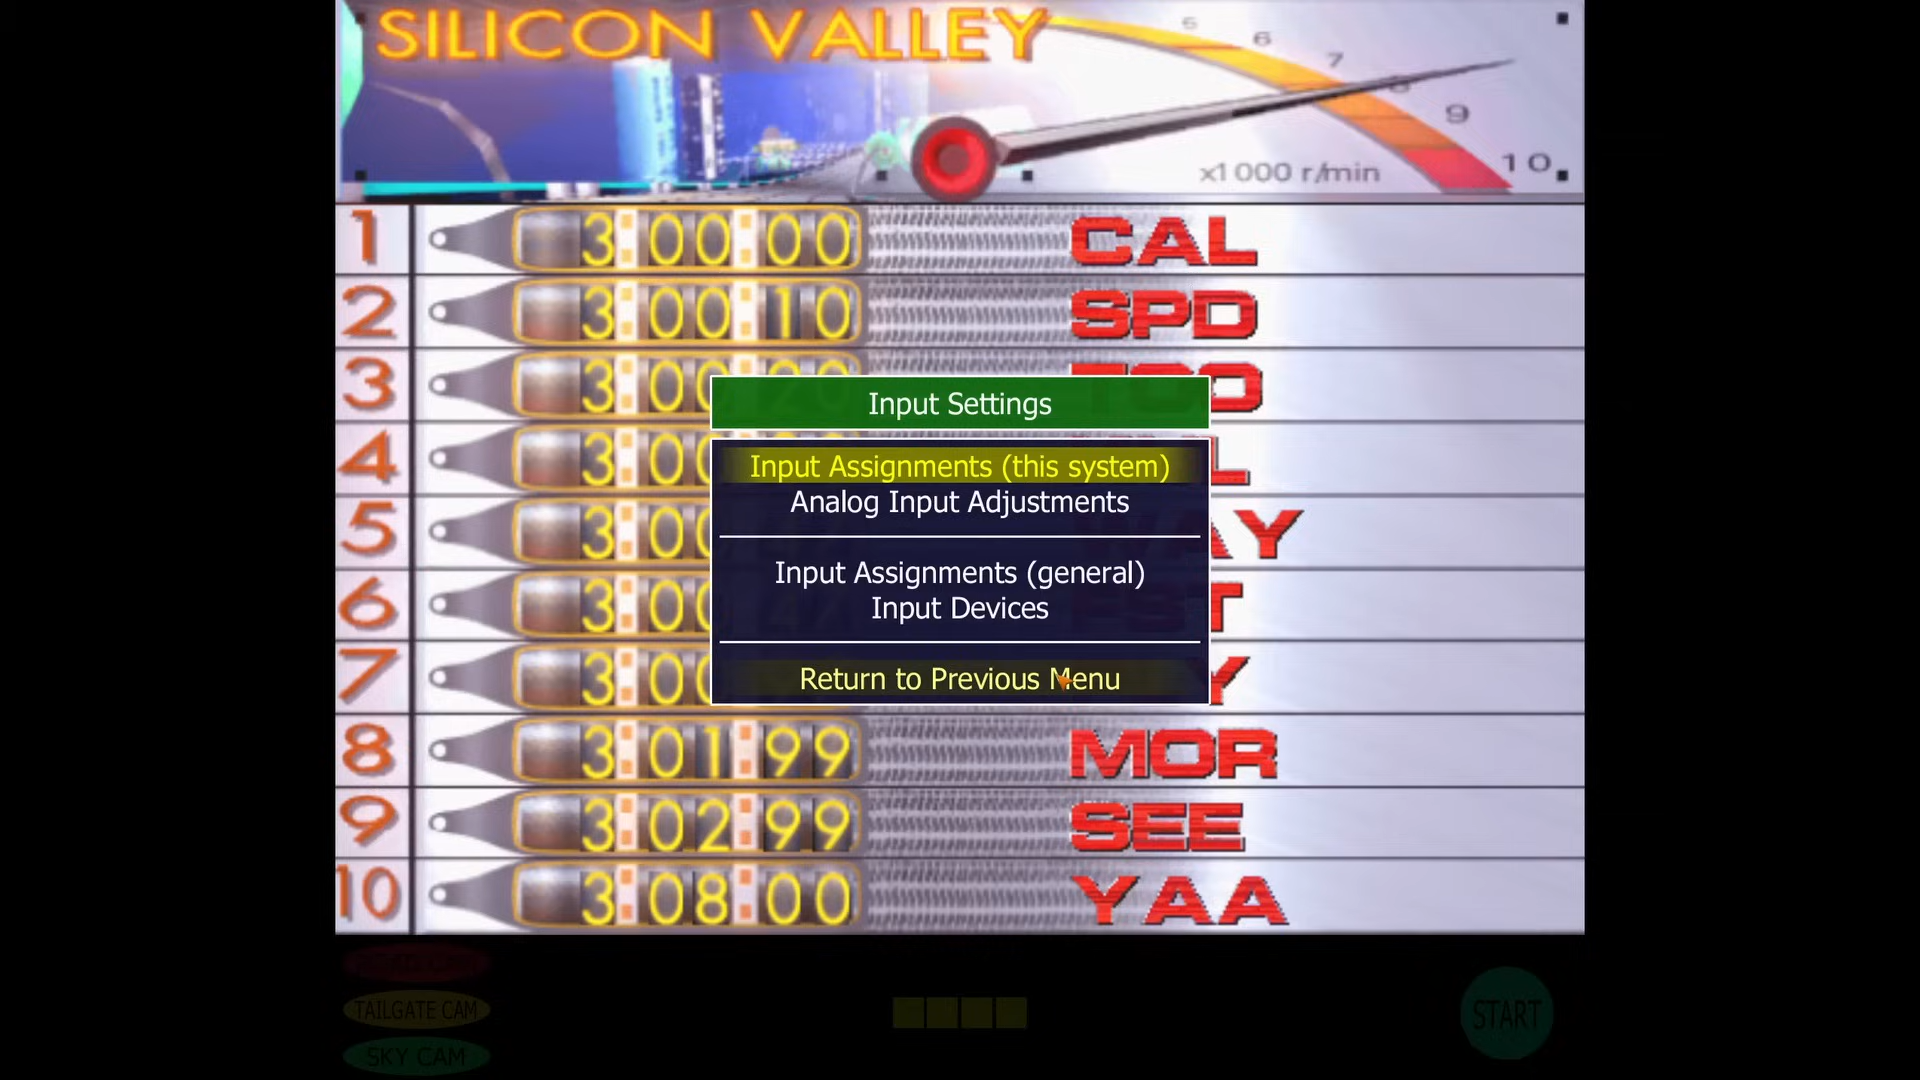 SILICON VALLEY
5 6 7 8 9 10
x1000 r/min
1 3:00:00 CAL
2 3:00:10 SPD
3 3:00:20
4 3:00
5 3:00
6 3:00
7 3:00
8 3:01:99 MOR
9 3:02:99 SEE
10 3:08:00 YAA
Input Settings
Input Assignments (this system)
Analog Input Adjustments
Input Assignments (general)
Input Devices
Return to Previous Menu
TAILGATE CAM
SKY CAM
START